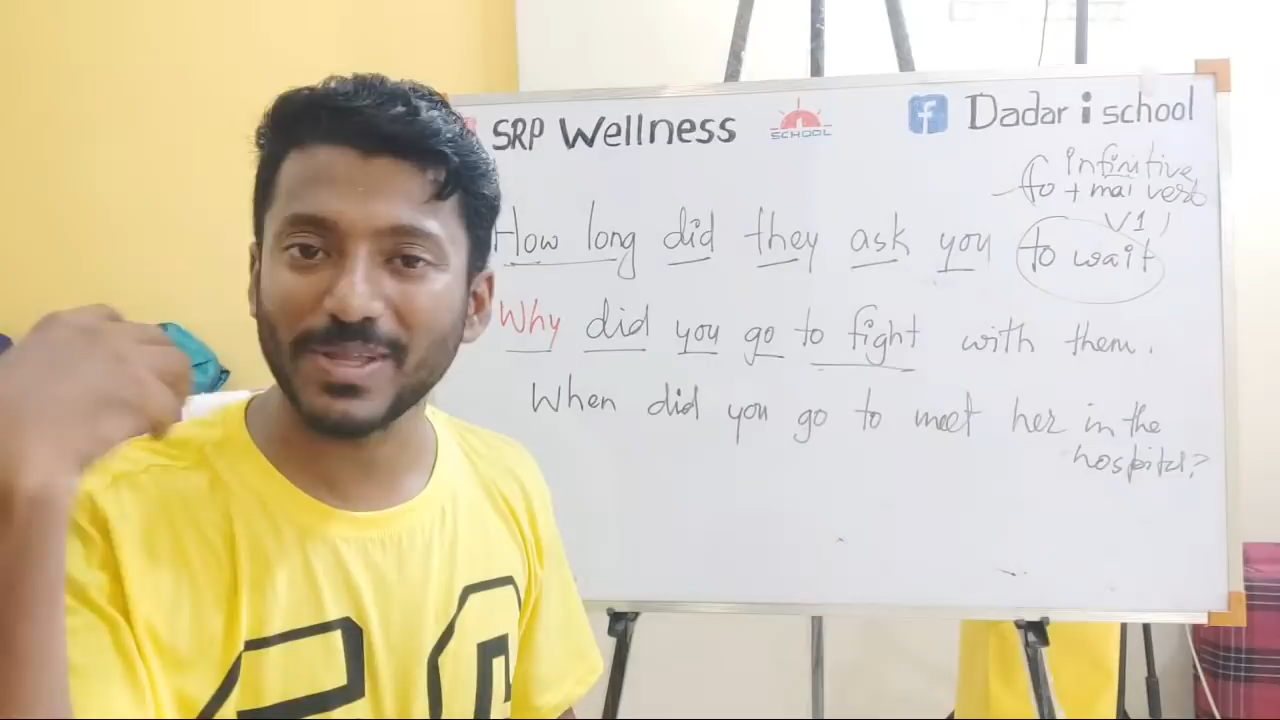 SRP Wellness
SCHOOL
Dadar i school
Infinitive
to + mai verb
V1
How long did they ask you to wait
Why did you go to fight with them.
When did you go to meet her in the
hospital?